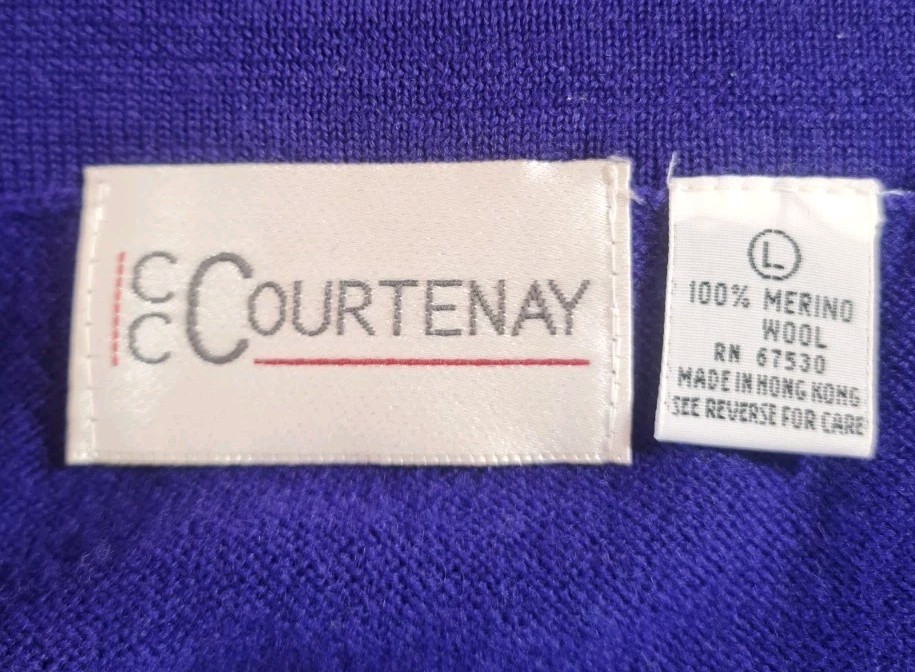 CC COURTENAY
L
100% MERINO
WOOL
RN 67530
MADE IN HONG KONG
SEE REVERSE FOR CARE